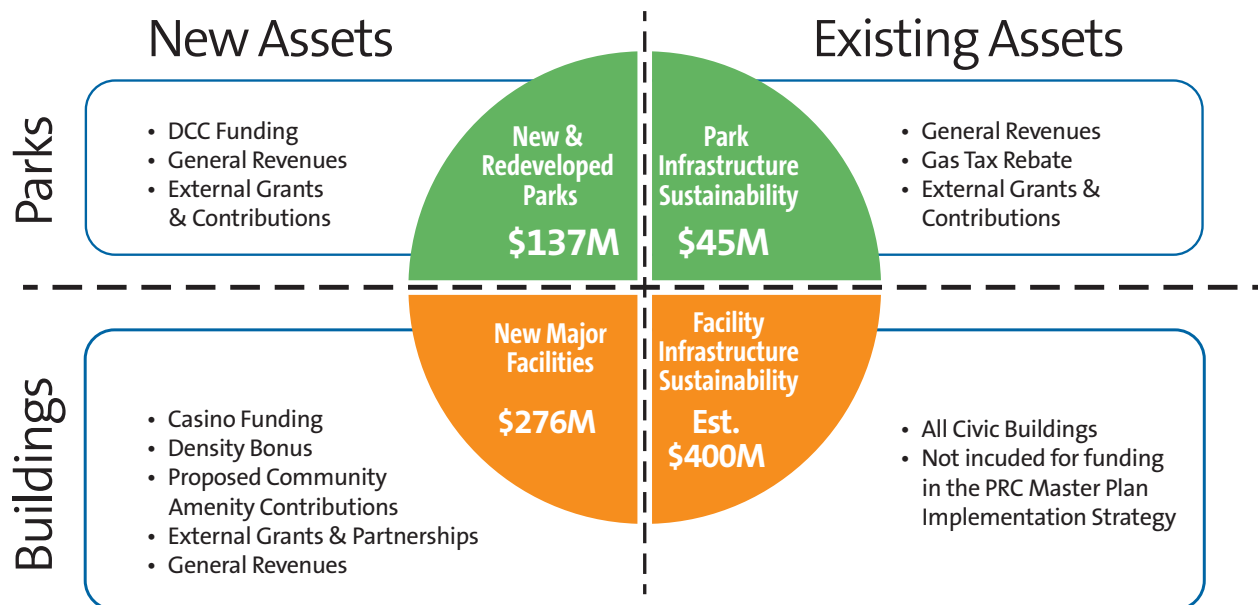 New Assets
Existing Assets
Parks
• DCC Funding
• General Revenues
• External Grants
& Contributions
New &
Redeveloped
Parks
$137M
Park
Infrastructure
Sustainability
$45M
• General Revenues
• Gas Tax Rebate
• External Grants &
Contributions
Buildings
• Casino Funding
• Density Bonus
• Proposed Community
Amenity Contributions
• External Grants & Partnerships
• General Revenues
New Major
Facilities
$276M
Facility
Infrastructure
Sustainability
Est.
$400M
• All Civic Buildings
• Not incuded for funding
in the PRC Master Plan
Implementation Strategy